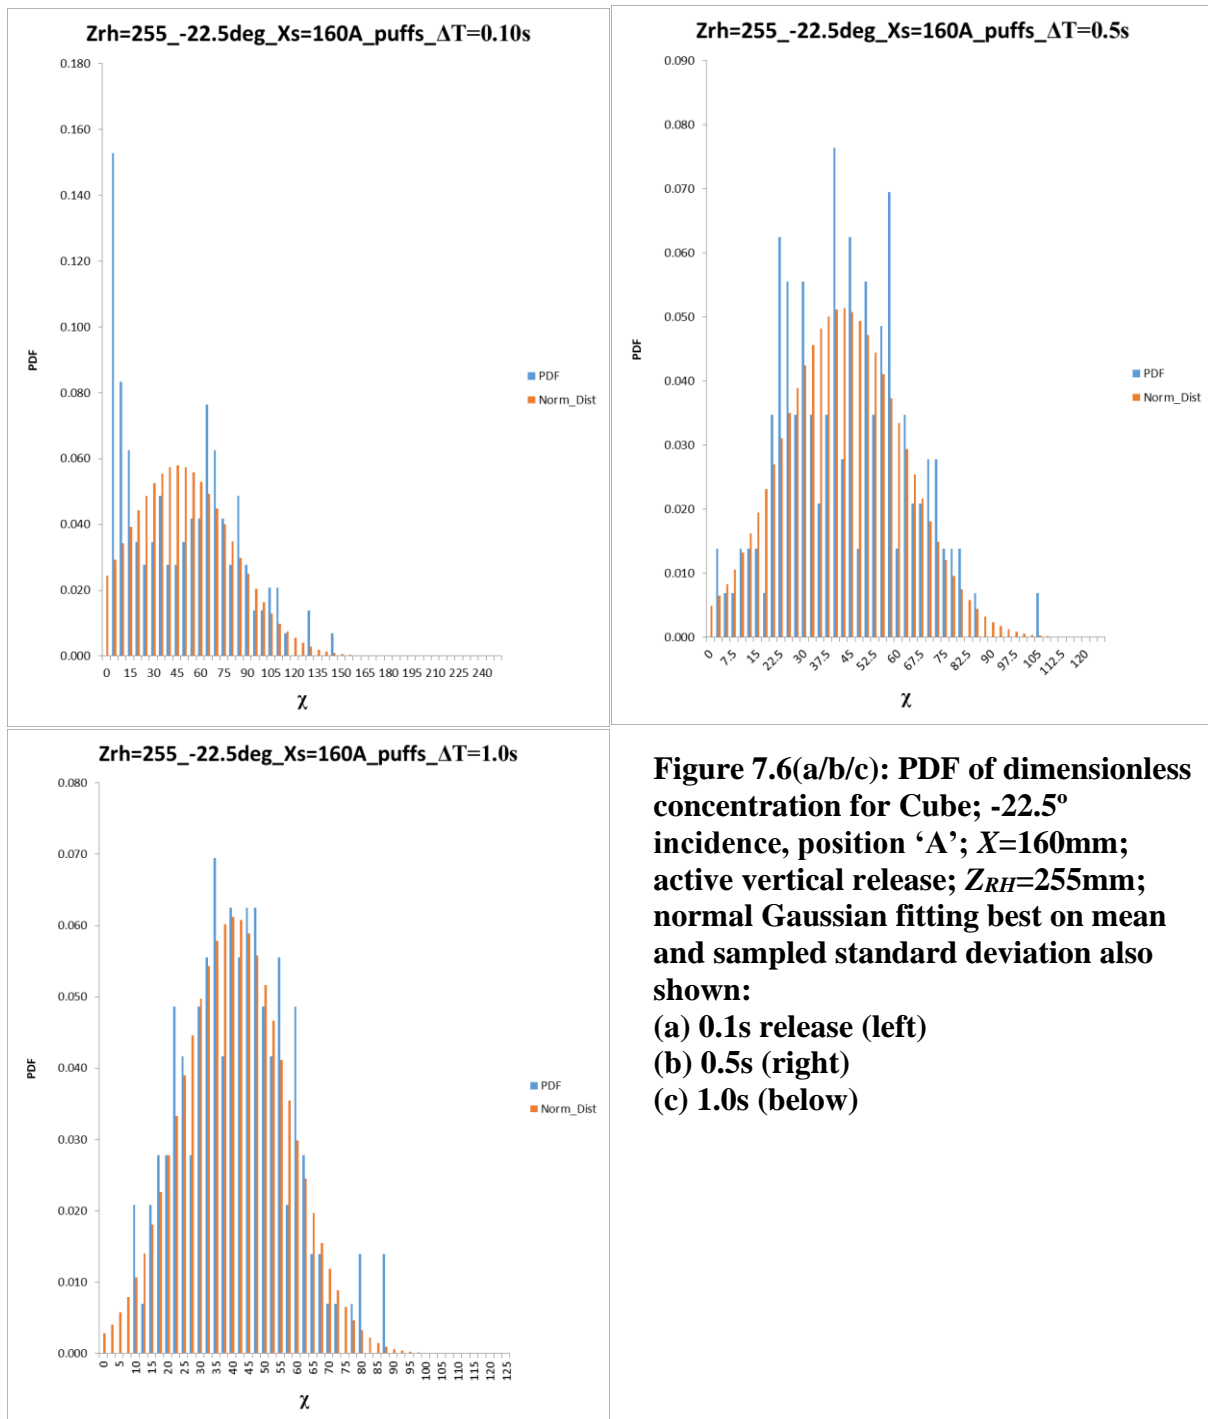 Zrh=255_-22.5deg_Xs=160A_puffs_ΔT=0.10s
0.180
0.160
0.140
0.120
0.100
0.080
0.060
0.040
0.020
0.000
PDF
0 15 30 45 60 75 90 105 120 135 150 165 180 195 210 225 240
χ
PDF
Norm_Dist
Zrh=255_-22.5deg_Xs=160A_puffs_ΔT=0.5s
0.090
0.080
0.070
0.060
0.050
0.040
0.030
0.020
0.010
0.000
PDF
0 7.5 15 22.5 30 37.5 45 52.5 60 67.5 75 82.5 90 97.5 105 112.5 120
χ
PDF
Norm_Dist
Zrh=255_-22.5deg_Xs=160A_puffs_ΔT=1.0s
0.080
0.070
0.060
0.050
0.040
0.030
0.020
0.010
0.000
PDF
0 5 10 15 20 25 30 35 40 45 50 55 60 65 70 75 80 85 90 95 100 105 110 115 120 125
χ
PDF
Norm_Dist
Figure 7.6(a/b/c): PDF of dimensionless
concentration for Cube; -22.5º
incidence, position ‘A’; X=160mm;
active vertical release; ZRH=255mm;
normal Gaussian fitting best on mean
and sampled standard deviation also
shown:
(a) 0.1s release (left)
(b) 0.5s (right)
(c) 1.0s (below)